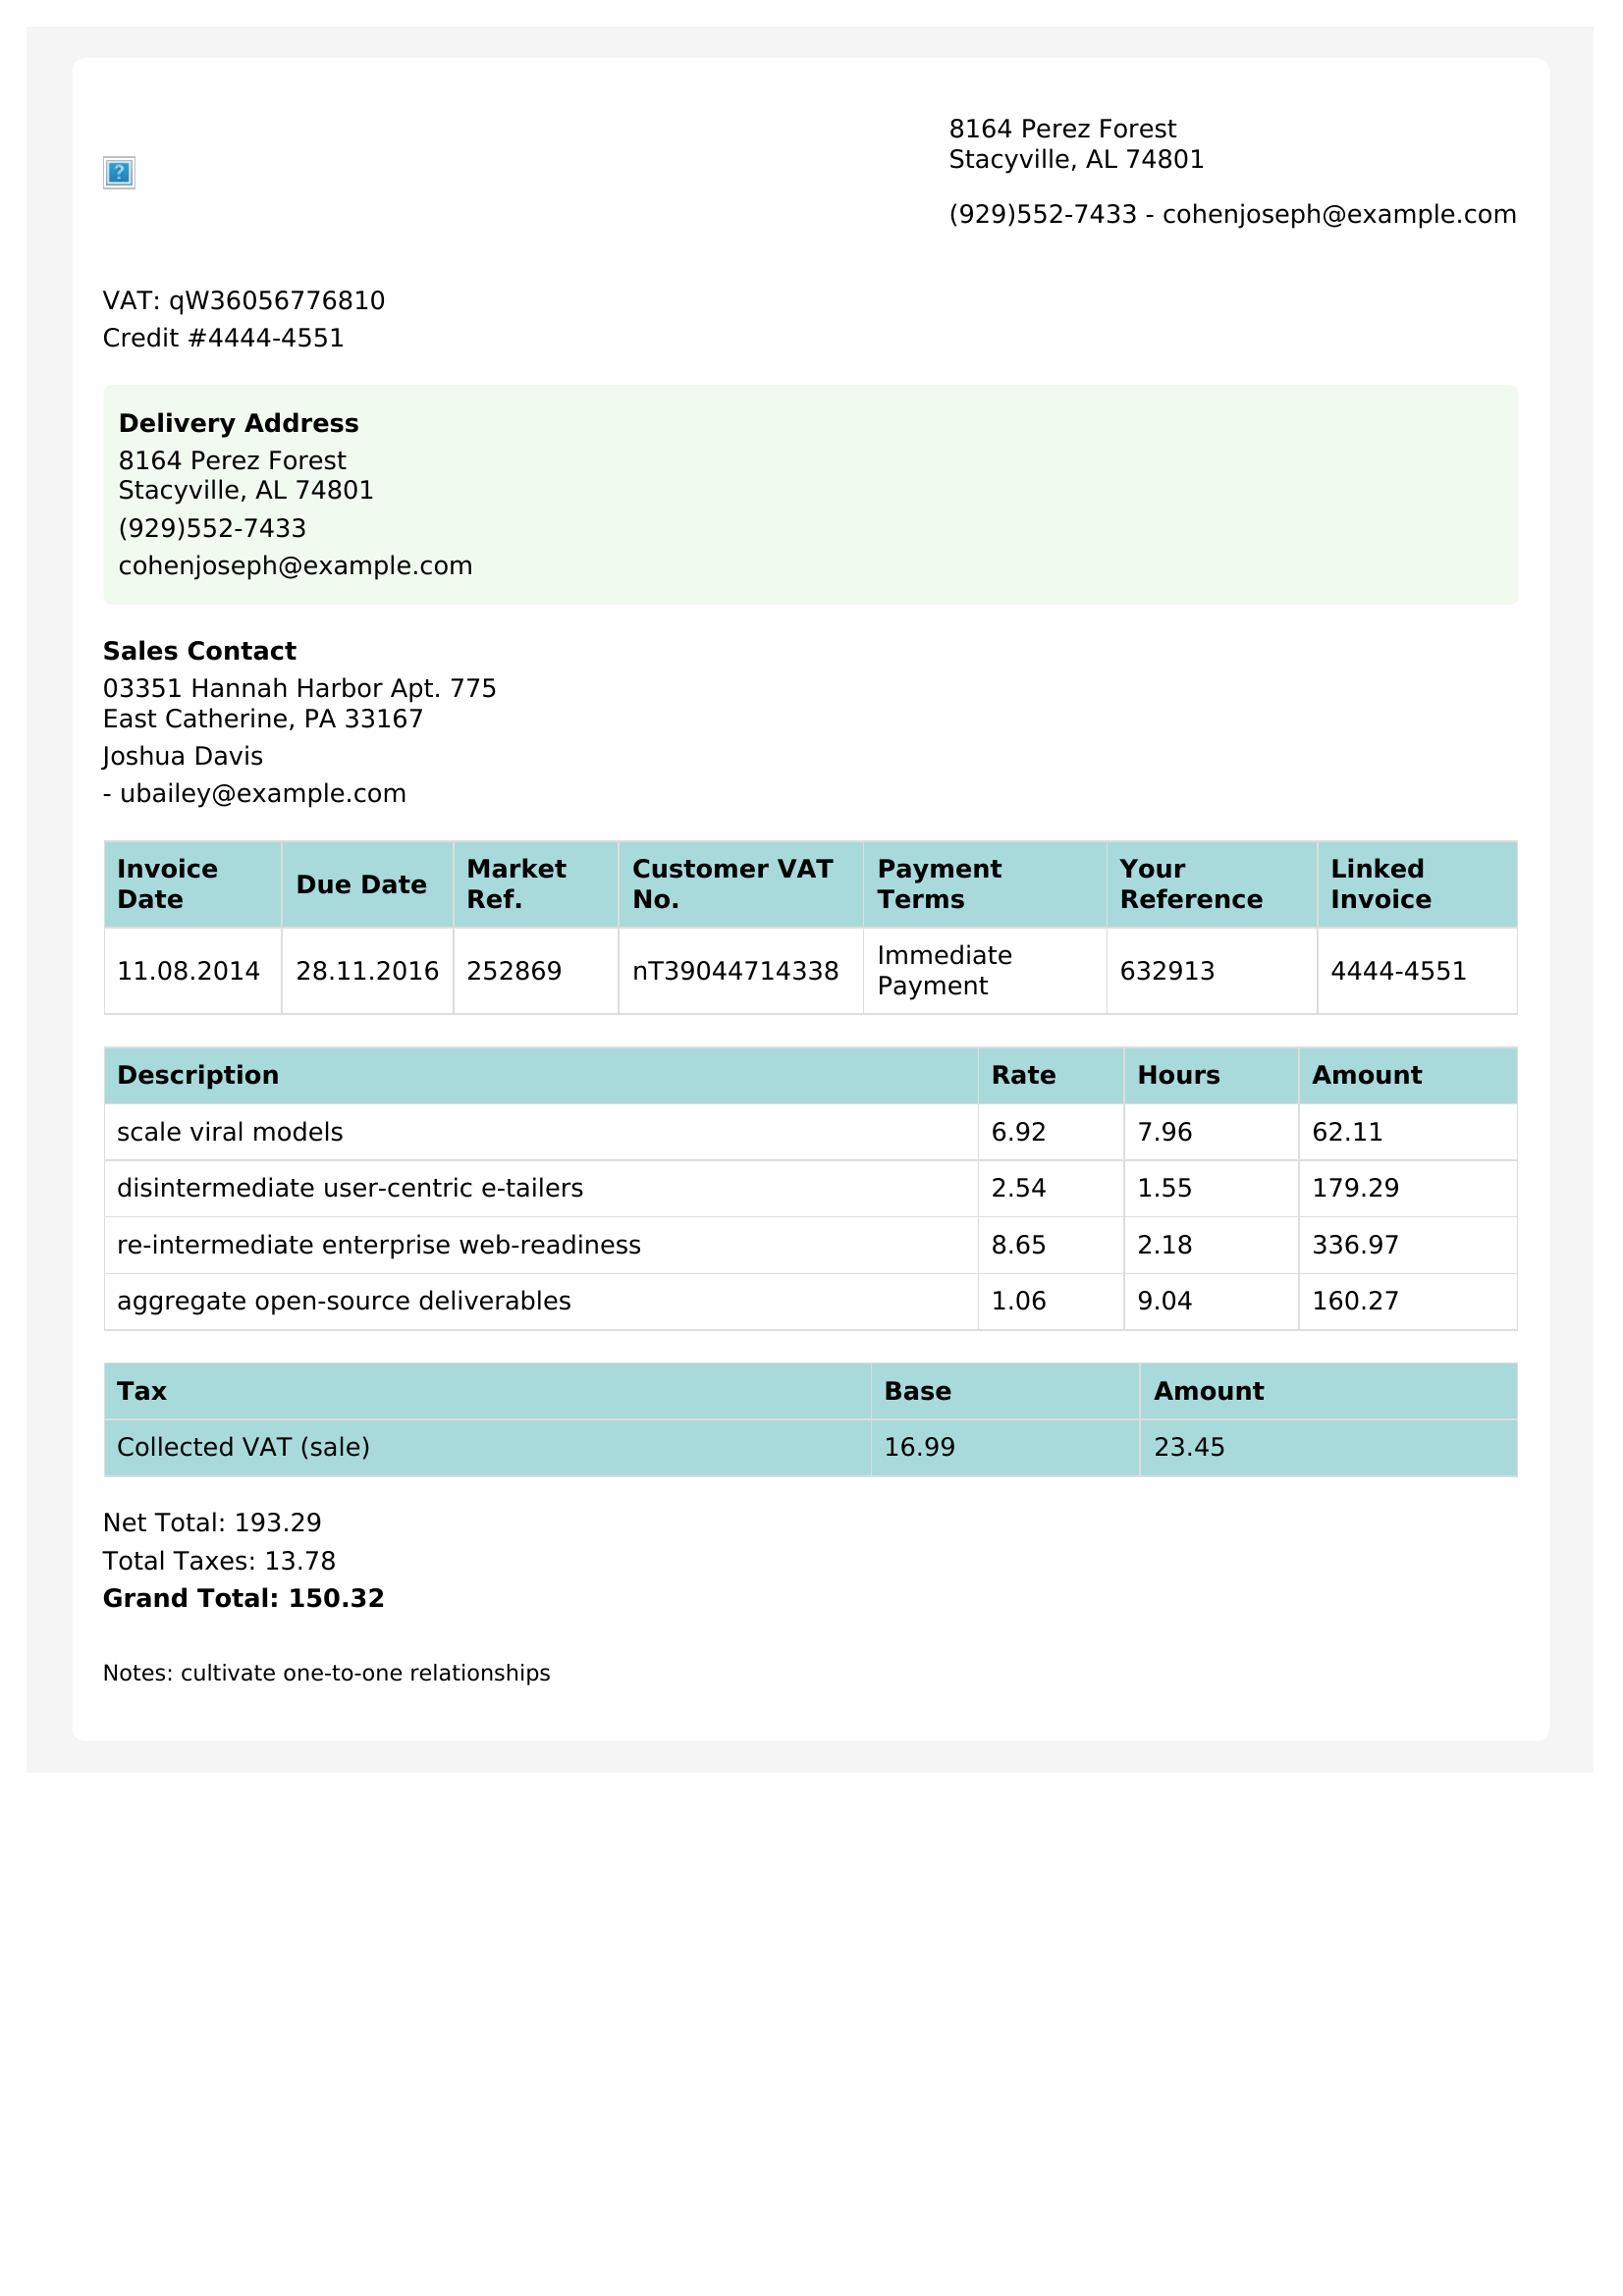 8164 Perez Forest
Stacyville, AL 74801
(929)552-7433 - cohenjoseph@example.com
VAT: qW36056776810
Credit #4444-4551
Delivery Address
8164 Perez Forest
Stacyville, AL 74801
(929)552-7433
cohenjoseph@example.com
Sales Contact
03351 Hannah Harbor Apt. 775
East Catherine, PA 33167
Joshua Davis
- ubailey@example.com
Invoice Date Due Date Market Ref. Customer VAT No. Payment Terms Your Reference Linked Invoice
11.08.2014 28.11.2016 252869 nT39044714338 Immediate Payment 632913 4444-4551
Description Rate Hours Amount
scale viral models 6.92 7.96 62.11
disintermediate user-centric e-tailers 2.54 1.55 179.29
re-intermediate enterprise web-readiness 8.65 2.18 336.97
aggregate open-source deliverables 1.06 9.04 160.27
Tax Base Amount
Collected VAT (sale) 16.99 23.45
Net Total: 193.29
Total Taxes: 13.78
Grand Total: 150.32
Notes: cultivate one-to-one relationships